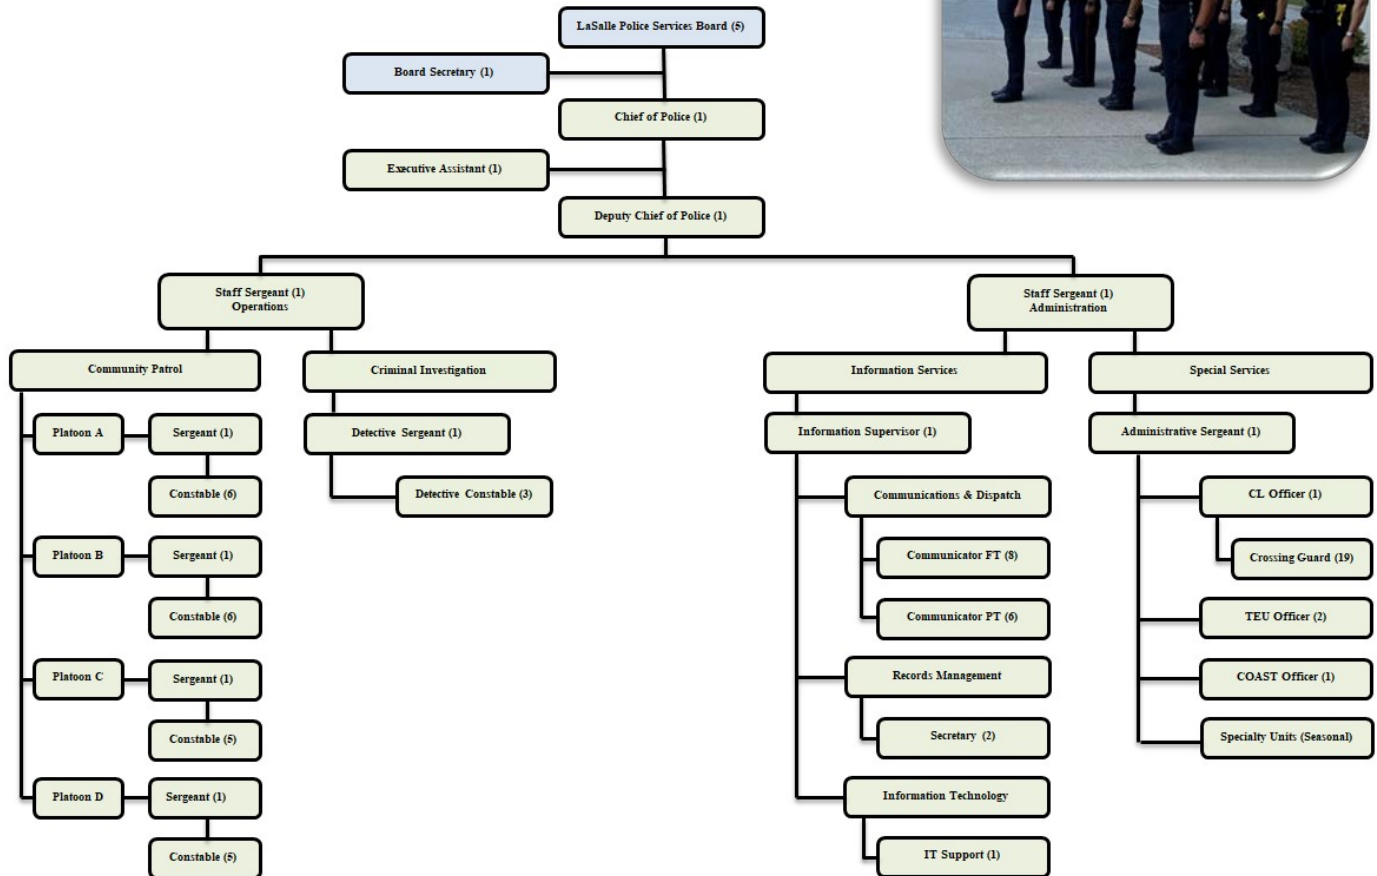 LaSalle Police Services Board (5)
Board Secretary (1)
Chief of Police (1)
Executive Assistant (1)
Deputy Chief of Police (1)
Staff Sergeant (1)
Operations
Staff Sergeant (1)
Administration
Community Patrol
Criminal Investigation
Information Services
Special Services
Platoon A
Sergeant (1)
Constable (6)
Platoon B
Sergeant (1)
Constable (6)
Platoon C
Sergeant (1)
Constable (5)
Platoon D
Sergeant (1)
Constable (5)
Detective Sergeant (1)
Detective Constable (3)
Information Supervisor (1)
Communications & Dispatch
Communicator FT (8)
Communicator PT (6)
Records Management
Secretary (2)
Information Technology
IT Support (1)
Administrative Sergeant (1)
CL Officer (1)
Crossing Guard (19)
TEU Officer (2)
COAST Officer (1)
Specialty Units (Seasonal)